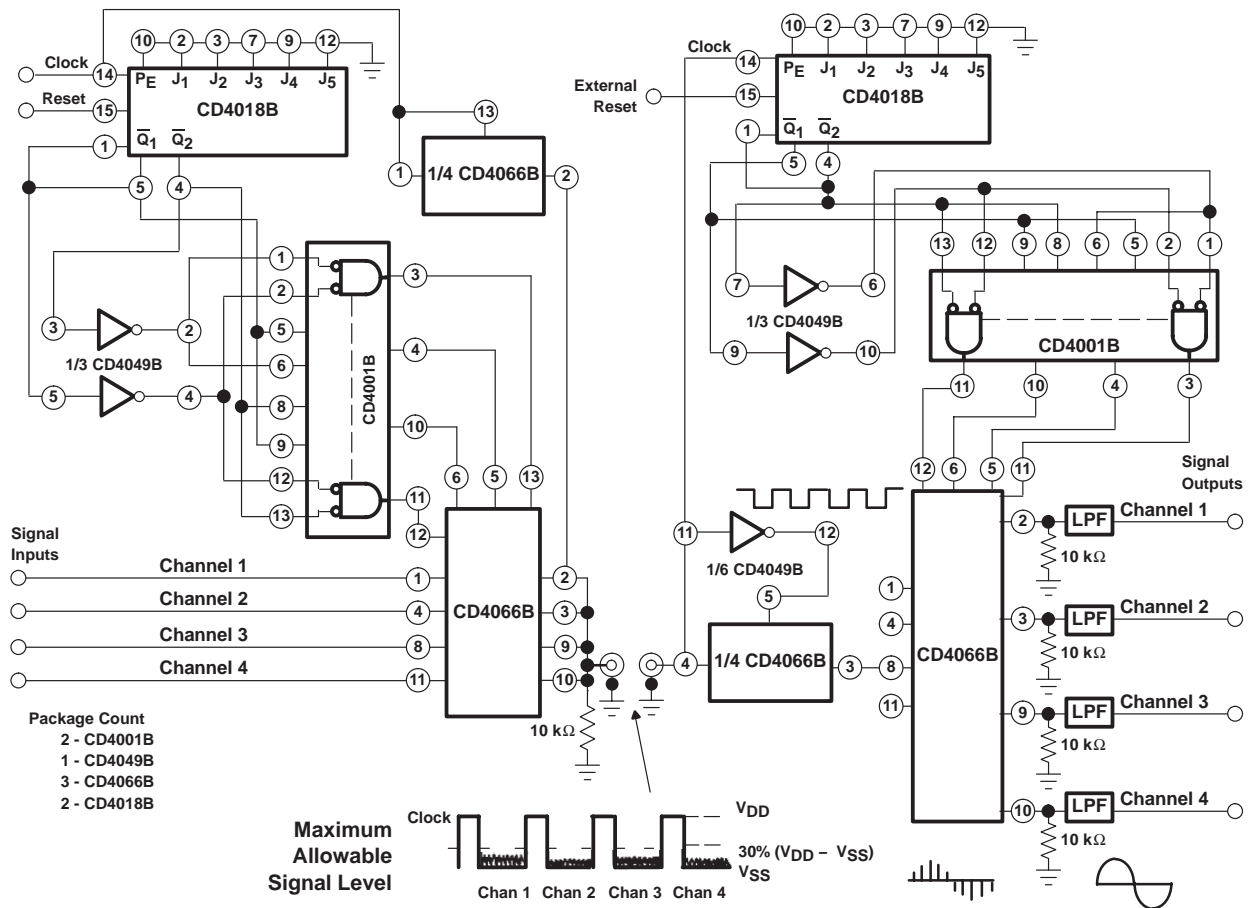 10 2 3 7 9 12
Clock 14 PE J1 J2 J3 J4 J5
CD4018B
Reset 15
1 Q̅1 Q̅2
5 4
13
1 1/4 CD4066B 2
1 3
2
3 2 5
1/3 CD4049B
6 4
5 4 8
CD4001B
9 10
12
13 11
6 5 13
12
Signal
Inputs
Channel 1 1 2
Channel 2 4 3
CD4066B
Channel 3 8 9
Channel 4 11 10
10 kΩ
Package Count
2 - CD4001B
1 - CD4049B
3 - CD4066B
2 - CD4018B
10 2 3 7 9 12
Clock 14 PE J1 J2 J3 J4 J5
CD4018B
External
Reset 15
1 Q̅1 Q̅2
5 4
13 12 9 8 6 5 2 1
7 6
1/3 CD4049B
9 10
CD4001B
11 10 4 3
12 6 5 11
11 12
1/6 CD4049B
5
4 1/4 CD4066B 3 8
1
4
CD4066B
11
Signal
Outputs
2 LPF Channel 1
10 kΩ
3 LPF Channel 2
10 kΩ
9 LPF Channel 3
10 kΩ
10 LPF Channel 4
10 kΩ
Maximum
Allowable
Signal Level
Clock VDD
30% (VDD – VSS)
VSS
Chan 1 Chan 2 Chan 3 Chan 4